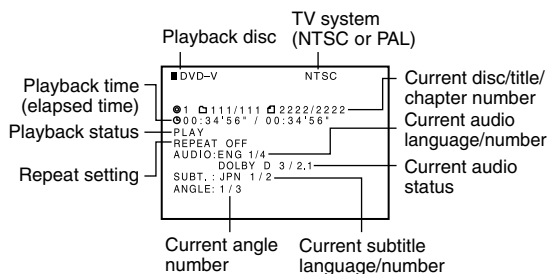 Playback disc
TV system
(NTSC or PAL)
DVD–V NTSC
1 111/111 2222/2222
00:34'56" / 00:34'56"
PLAY
REPEAT OFF
AUDIO:ENG 1/4
DOLBY D 3/2.1
SUBT.: JPN 1/2
ANGLE: 1/3
Playback time
(elapsed time)
Playback status
Repeat setting
Current disc/title/
chapter number
Current audio
language/number
Current audio
status
Current angle
number
Current subtitle
language/number